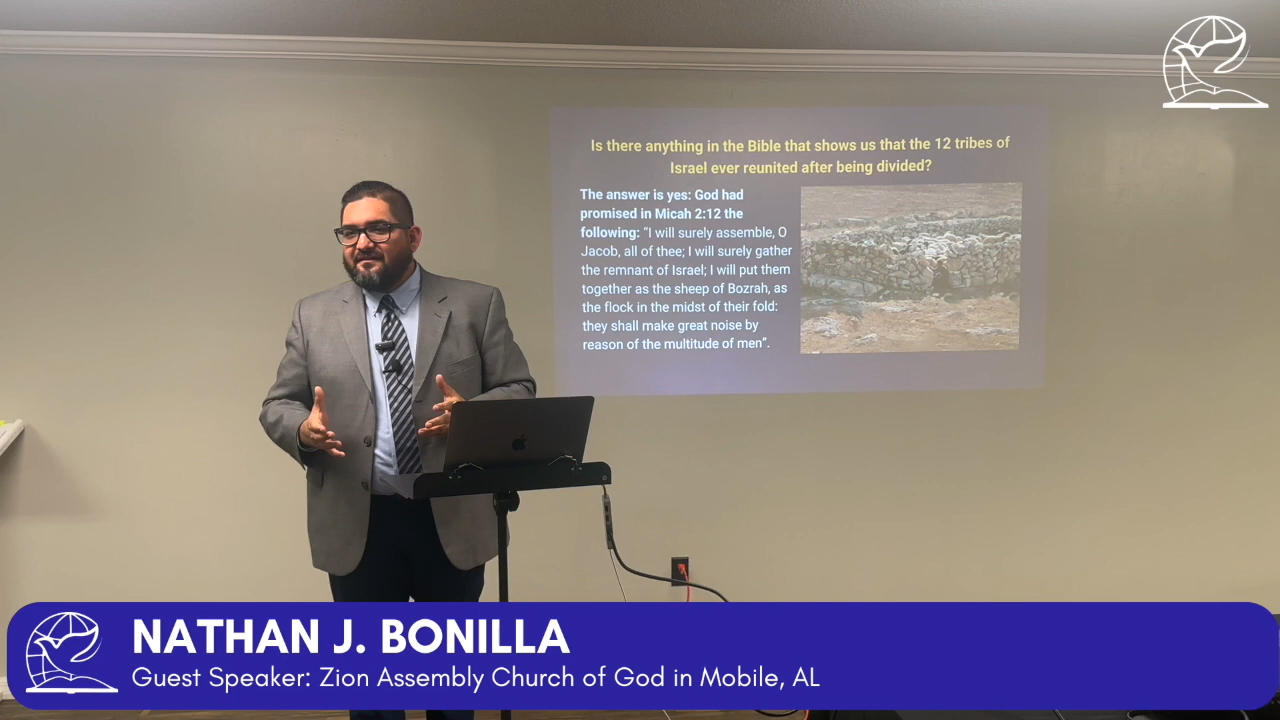 Is there anything in the Bible that shows us that the 12 tribes of
Israel ever reunited after being divided?
The answer is yes: God had
promised in Micah 2:12 the
following: “I will surely assemble, O
Jacob, all of thee; I will surely gather
the remnant of Israel; I will put them
together as the sheep of Bozrah, as
the flock in the midst of their fold:
they shall make great noise by
reason of the multitude of men”.
NATHAN J. BONILLA
Guest Speaker: Zion Assembly Church of God in Mobile, AL